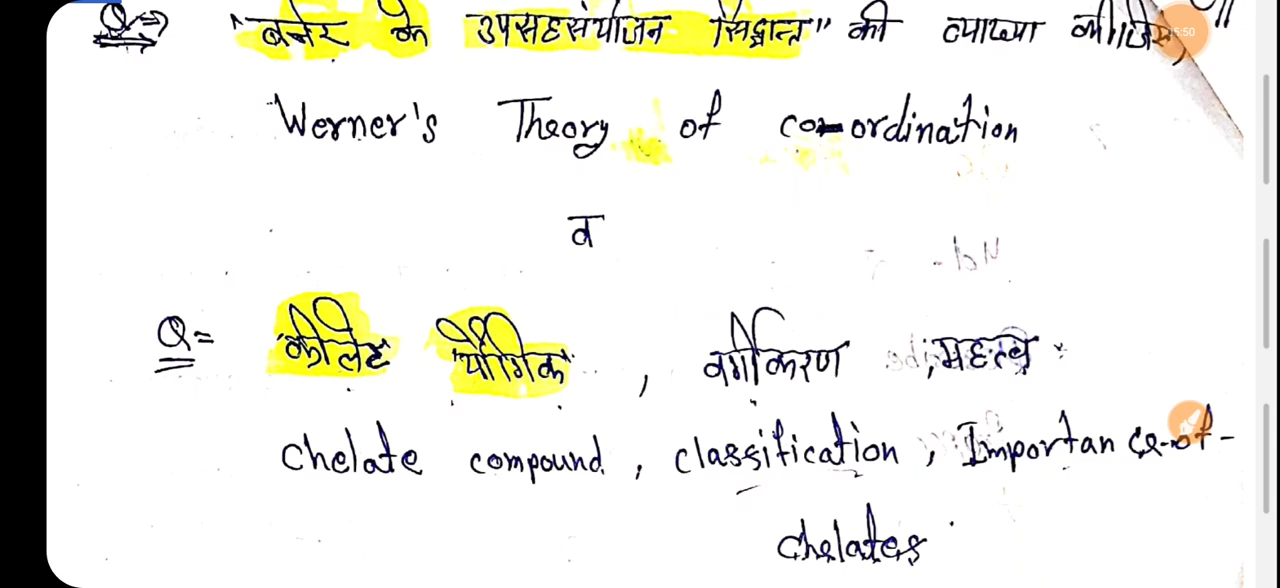 Q⇒ "वर्नर के उपसहसंयोजन सिद्धान्त" की व्याख्या कीजिए,
Werner's Theory of co-ordination
व
Q= "कीलेट" "यौगिक", वर्गीकरण, महत्व
chelate compound, classification, Importance-of-
chelates